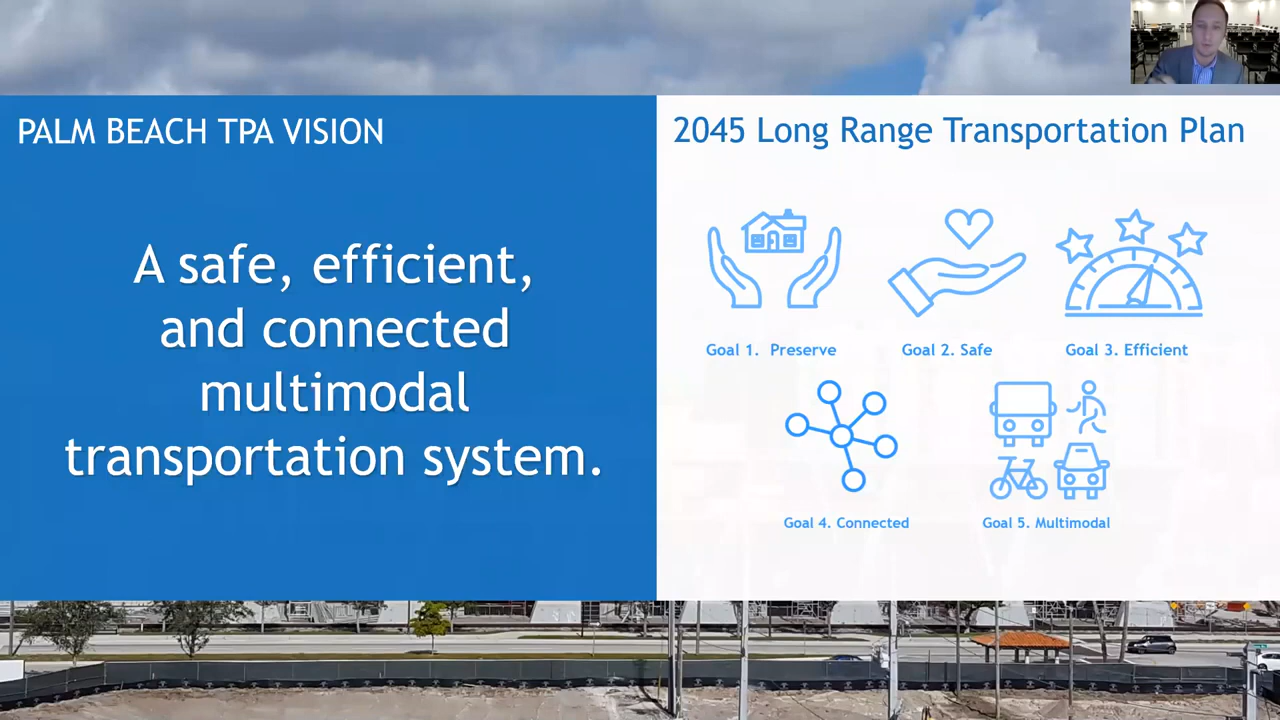 PALM BEACH TPA VISION
A safe, efficient,
and connected
multimodal
transportation system.
2045 Long Range Transportation Plan
Goal 1. Preserve
Goal 2. Safe
Goal 3. Efficient
Goal 4. Connected
Goal 5. Multimodal